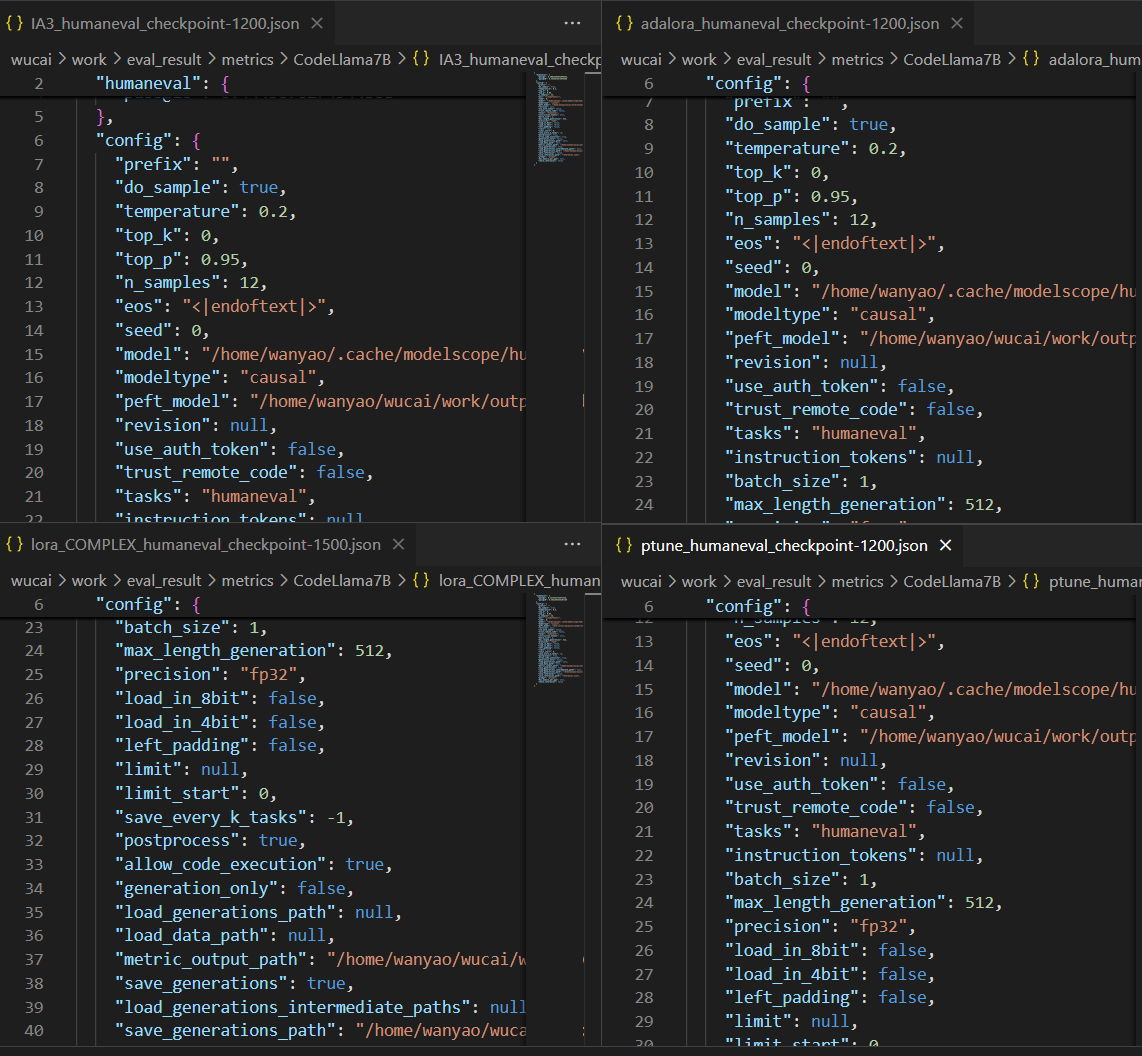 {} IA3_humaneval_checkpoint-1200.json × ···
wucai > work > eval_result > metrics > CodeLlama7B > {} IA3_humaneval_checkp
2 "humaneval": {
5 },
6 "config": {
7 "prefix": "",
8 "do_sample": true,
9 "temperature": 0.2,
10 "top_k": 0,
11 "top_p": 0.95,
12 "n_samples": 12,
13 "eos": "<|endoftext|>",
14 "seed": 0,
15 "model": "/home/wanyao/.cache/modelscope/hu
16 "modeltype": "causal",
17 "peft_model": "/home/wanyao/wucai/work/outp
18 "revision": null,
19 "use_auth_token": false,
20 "trust_remote_code": false,
21 "tasks": "humaneval",
22 "instruction_tokens": null
{} adalora_humaneval_checkpoint-1200.json ×
wucai > work > eval_result > metrics > CodeLlama7B > {} adalora_hum
6 "config": {
7 "prefix": "",
8 "do_sample": true,
9 "temperature": 0.2,
10 "top_k": 0,
11 "top_p": 0.95,
12 "n_samples": 12,
13 "eos": "<|endoftext|>",
14 "seed": 0,
15 "model": "/home/wanyao/.cache/modelscope/hu
16 "modeltype": "causal",
17 "peft_model": "/home/wanyao/wucai/work/outp
18 "revision": null,
19 "use_auth_token": false,
20 "trust_remote_code": false,
21 "tasks": "humaneval",
22 "instruction_tokens": null,
23 "batch_size": 1,
24 "max_length_generation": 512,
{} lora_COMPLEX_humaneval_checkpoint-1500.json × ···
wucai > work > eval_result > metrics > CodeLlama7B > {} lora_COMPLEX_human
6 "config": {
23 "batch_size": 1,
24 "max_length_generation": 512,
25 "precision": "fp32",
26 "load_in_8bit": false,
27 "load_in_4bit": false,
28 "left_padding": false,
29 "limit": null,
30 "limit_start": 0,
31 "save_every_k_tasks": -1,
32 "postprocess": true,
33 "allow_code_execution": true,
34 "generation_only": false,
35 "load_generations_path": null,
36 "load_data_path": null,
37 "metric_output_path": "/home/wanyao/wucai/w
38 "save_generations": true,
39 "load_generations_intermediate_paths": null
40 "save_generations_path": "/home/wanyao/wuca
{} ptune_humaneval_checkpoint-1200.json ×
wucai > work > eval_result > metrics > CodeLlama7B > {} ptune_humar
6 "config": {
12 "n_samples": 12,
13 "eos": "<|endoftext|>",
14 "seed": 0,
15 "model": "/home/wanyao/.cache/modelscope/hu
16 "modeltype": "causal",
17 "peft_model": "/home/wanyao/wucai/work/outp
18 "revision": null,
19 "use_auth_token": false,
20 "trust_remote_code": false,
21 "tasks": "humaneval",
22 "instruction_tokens": null,
23 "batch_size": 1,
24 "max_length_generation": 512,
25 "precision": "fp32",
26 "load_in_8bit": false,
27 "load_in_4bit": false,
28 "left_padding": false,
29 "limit": null,
30 "limit_start": 0